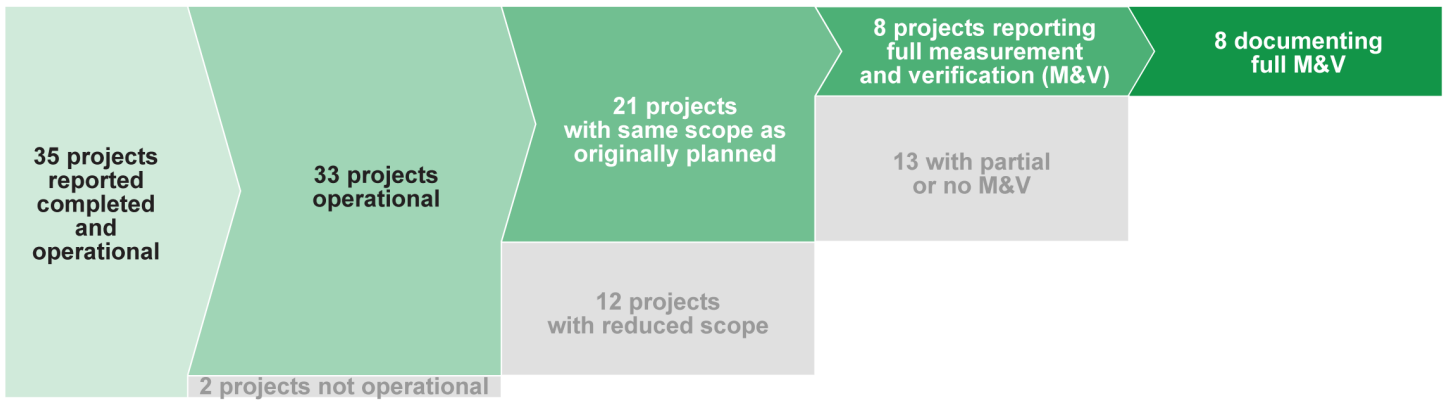 35 projects
reported
completed
and
operational
33 projects
operational
2 projects not operational
21 projects
with same scope as
originally planned
12 projects
with reduced scope
8 projects reporting
full measurement
and verification (M&V)
13 with partial
or no M&V
8 documenting
full M&V